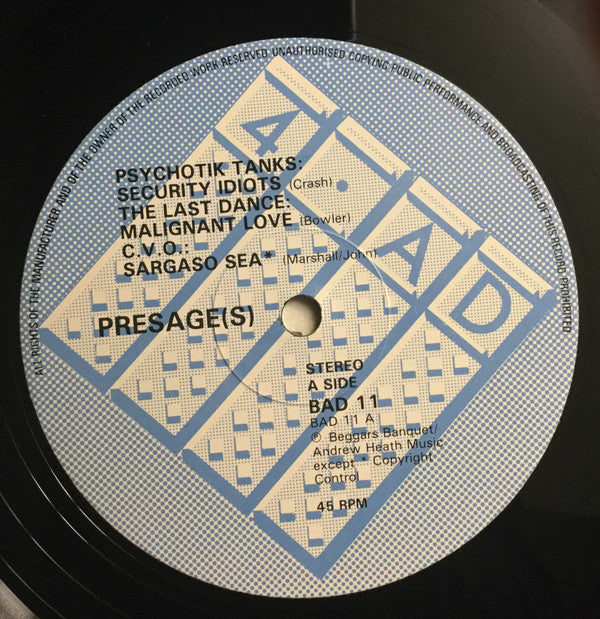 ALL RIGHTS OF THE MANUFACTURER AND OF THE OWNER OF THE RECORDED WORK RESERVED UNAUTHORISED COPYING PUBLIC PERFORMANCE AND BROADCASTING OF THIS RECORD PROHIBITED
4.AD
PSYCHOTIK TANKS:
SECURITY IDIOTS (Crash)
THE LAST DANCE:
MALIGNANT LOVE (Bowler)
C.V.O.:
SARGASO SEA* (Marshall/John)
PRESAGE(S)
STEREO
A SIDE
BAD 11
BAD 11 A
℗ Beggars Banquet/
Andrew Heath Music
except * Copyright
Control
45 RPM